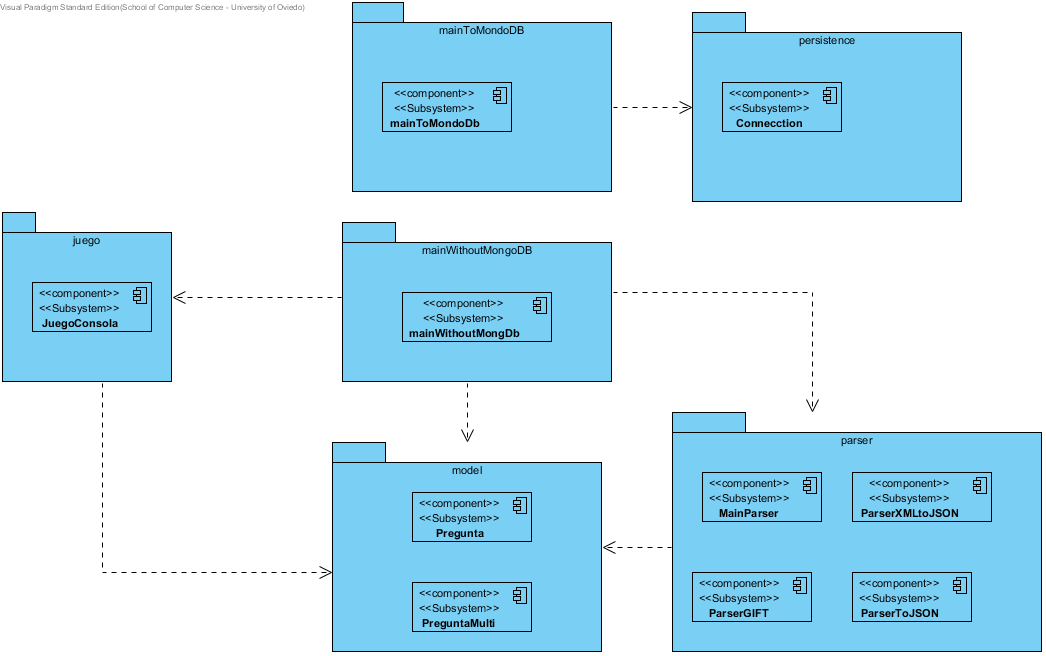 Visual Paradigm Standard Edition(School of Computer Science - University of Oviedo)
mainToMondoDB
<<component>>
<<Subsystem>>
mainToMondoDb
persistence
<<component>>
<<Subsystem>>
Connecction
juego
<<component>>
<<Subsystem>>
JuegoConsola
mainWithoutMongoDB
<<component>>
<<Subsystem>>
mainWithoutMongDb
model
<<component>>
<<Subsystem>>
Pregunta
<<component>>
<<Subsystem>>
PreguntaMulti
parser
<<component>>
<<Subsystem>>
MainParser
<<component>>
<<Subsystem>>
ParserXMLtoJSON
<<component>>
<<Subsystem>>
ParserGIFT
<<component>>
<<Subsystem>>
ParserToJSON